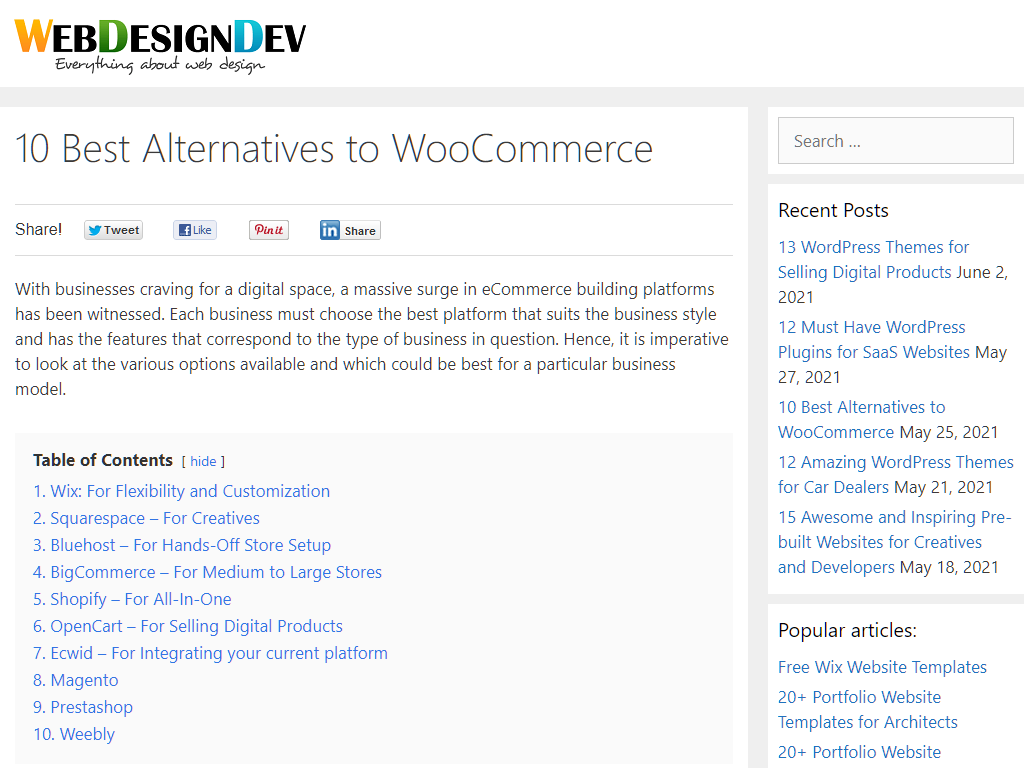 WEBDESIGNDEV
Everything about web design
10 Best Alternatives to WooCommerce
Share!
Tweet
Like
Pin it
in Share
With businesses craving for a digital space, a massive surge in eCommerce building platforms
has been witnessed. Each business must choose the best platform that suits the business style
and has the features that correspond to the type of business in question. Hence, it is imperative
to look at the various options available and which could be best for a particular business
model.
Table of Contents [ hide ]
1. Wix: For Flexibility and Customization
2. Squarespace – For Creatives
3. Bluehost – For Hands-Off Store Setup
4. BigCommerce – For Medium to Large Stores
5. Shopify – For All-In-One
6. OpenCart – For Selling Digital Products
7. Ecwid – For Integrating your current platform
8. Magento
9. Prestashop
10. Weebly
Search ...
Recent Posts
13 WordPress Themes for
Selling Digital Products June 2,
2021
12 Must Have WordPress
Plugins for SaaS Websites May
27, 2021
10 Best Alternatives to
WooCommerce May 25, 2021
12 Amazing WordPress Themes
for Car Dealers May 21, 2021
15 Awesome and Inspiring Pre-
built Websites for Creatives
and Developers May 18, 2021
Popular articles:
Free Wix Website Templates
20+ Portfolio Website
Templates for Architects
20+ Portfolio Website